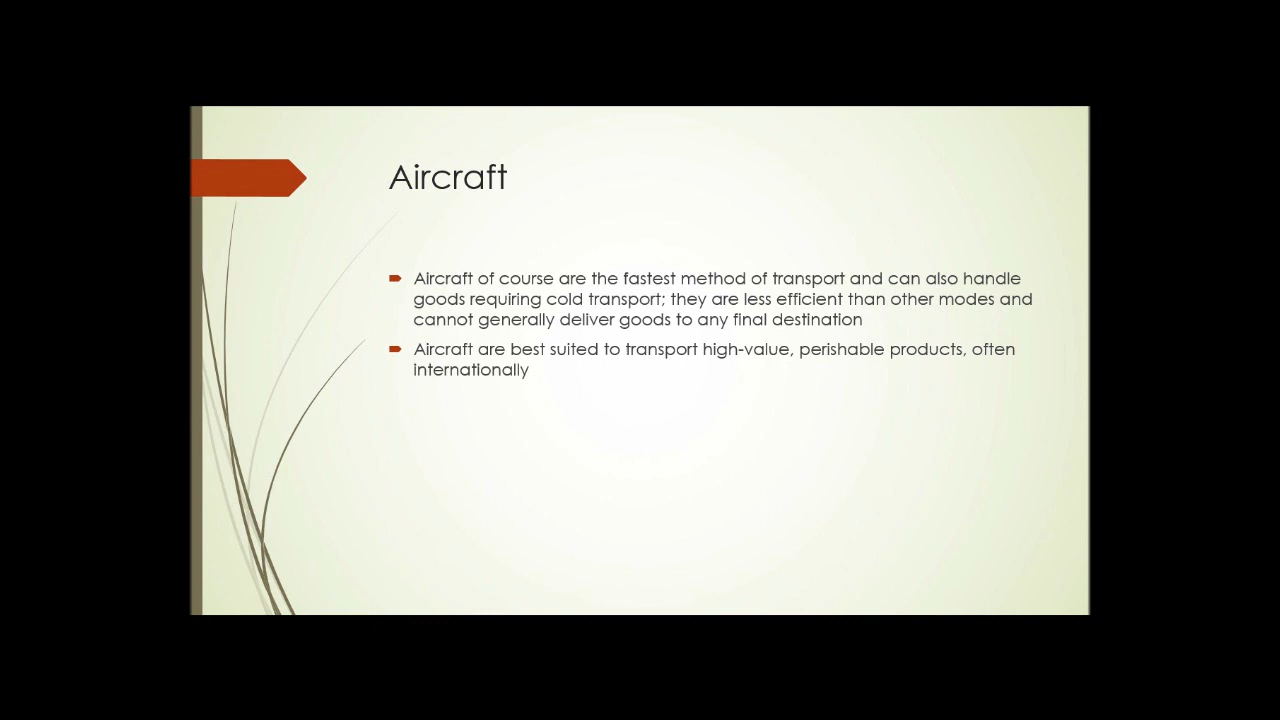 Aircraft
Aircraft of course are the fastest method of transport and can also handle
goods requiring cold transport; they are less efficient than other modes and
cannot generally deliver goods to any final destination
Aircraft are best suited to transport high-value, perishable products, often
internationally